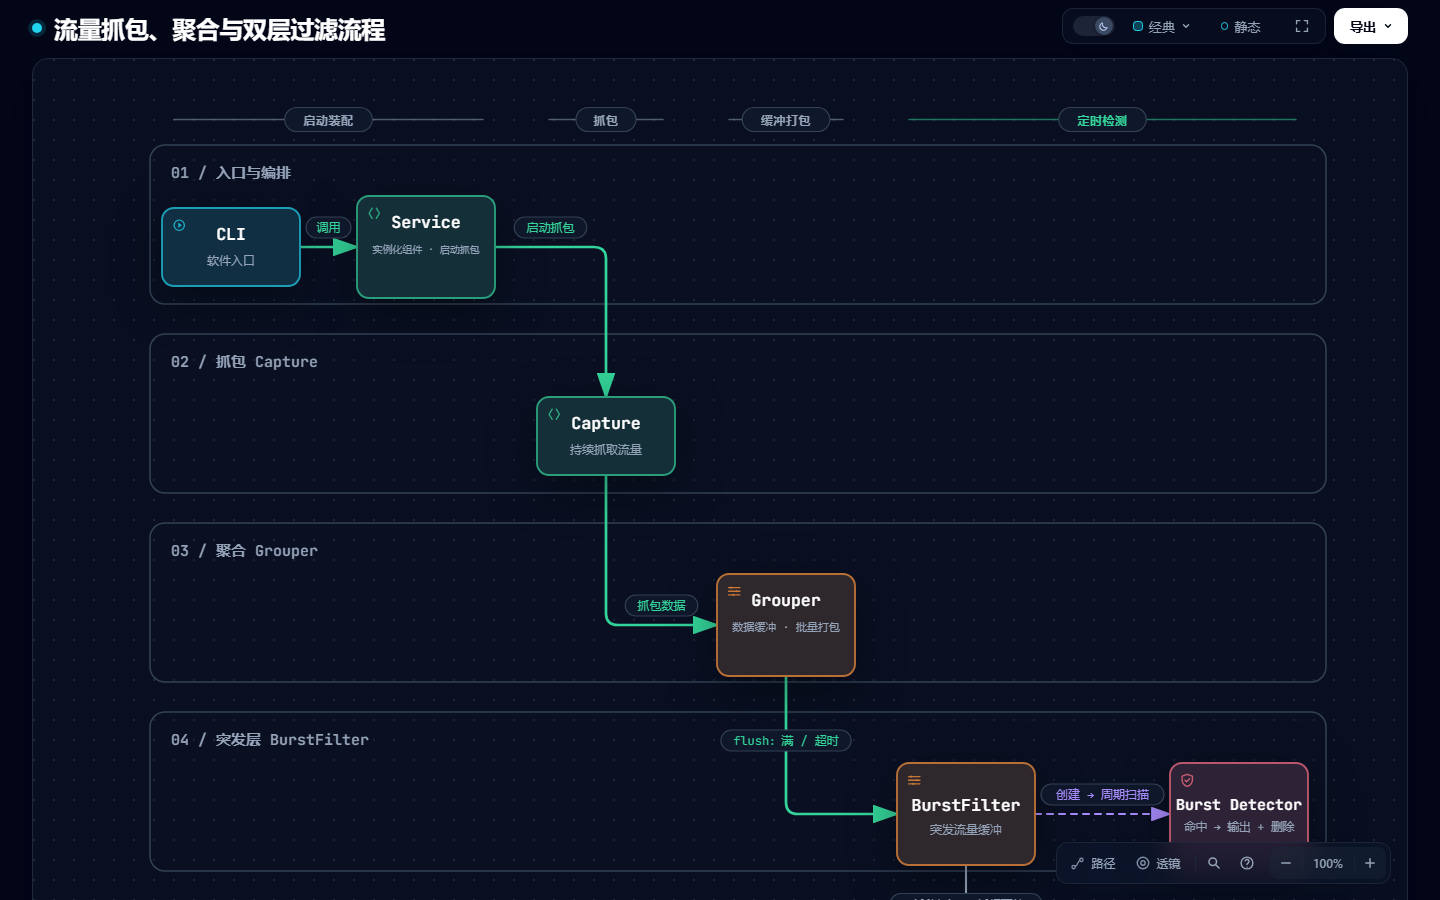 流量抓包、聚合与双层过滤流程
经典
静态
导出
启动装配
抓包
缓冲打包
定时检测
01 / 入口与编排
CLI
软件入口
调用
Service
实例化组件 · 启动抓包
启动抓包
02 / 抓包 Capture
Capture
持续抓取流量
03 / 聚合 Grouper
抓包数据
Grouper
数据缓冲 · 批量打包
04 / 突发层 BurstFilter
flush: 满 / 超时
BurstFilter
突发流量缓冲
创建 → 周期扫描
Burst Detector
命中 → 输出 + 删除
路径
透镜
100%